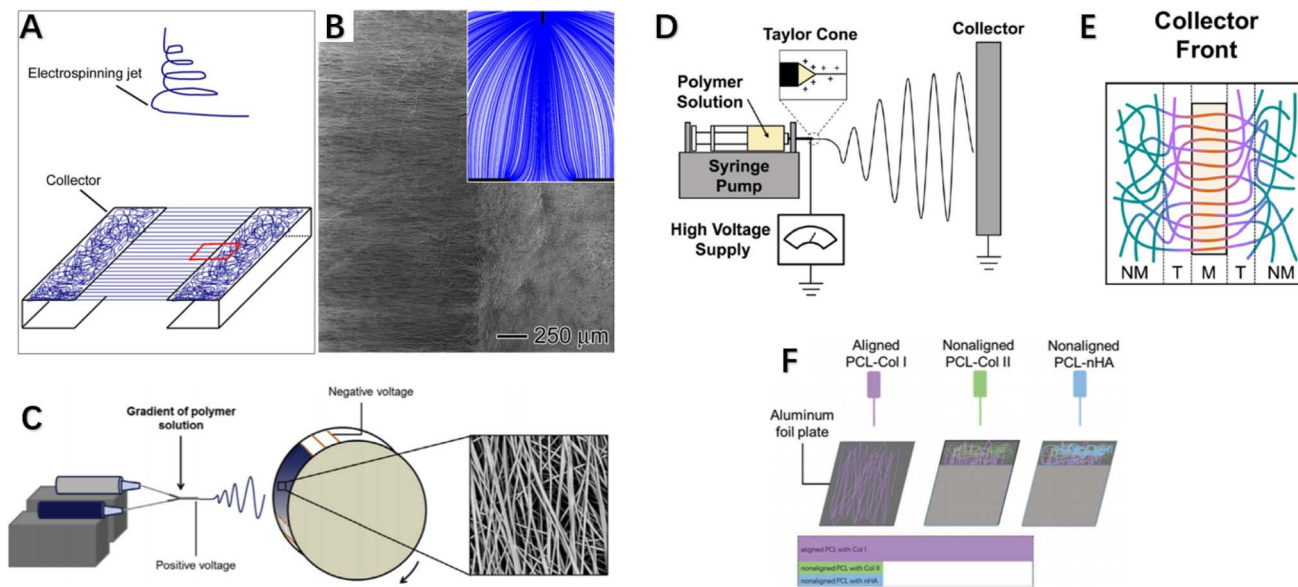 A
Electrospinning jet
Collector
B
250 μm
C
Gradient of polymer
solution
Negative voltage
Positive voltage
D
Taylor Cone
Polymer
Solution
Syringe
Pump
High Voltage
Supply
Collector
E
Collector
Front
NM
T
M
T
NM
F
Aligned
PCL-Col I
Nonaligned
PCL-Col II
Nonaligned
PCL-nHA
Aluminum
foil plate
aligned PCL with Col I
nonaligned PCL with Col II
nonaligned PCL with nHA